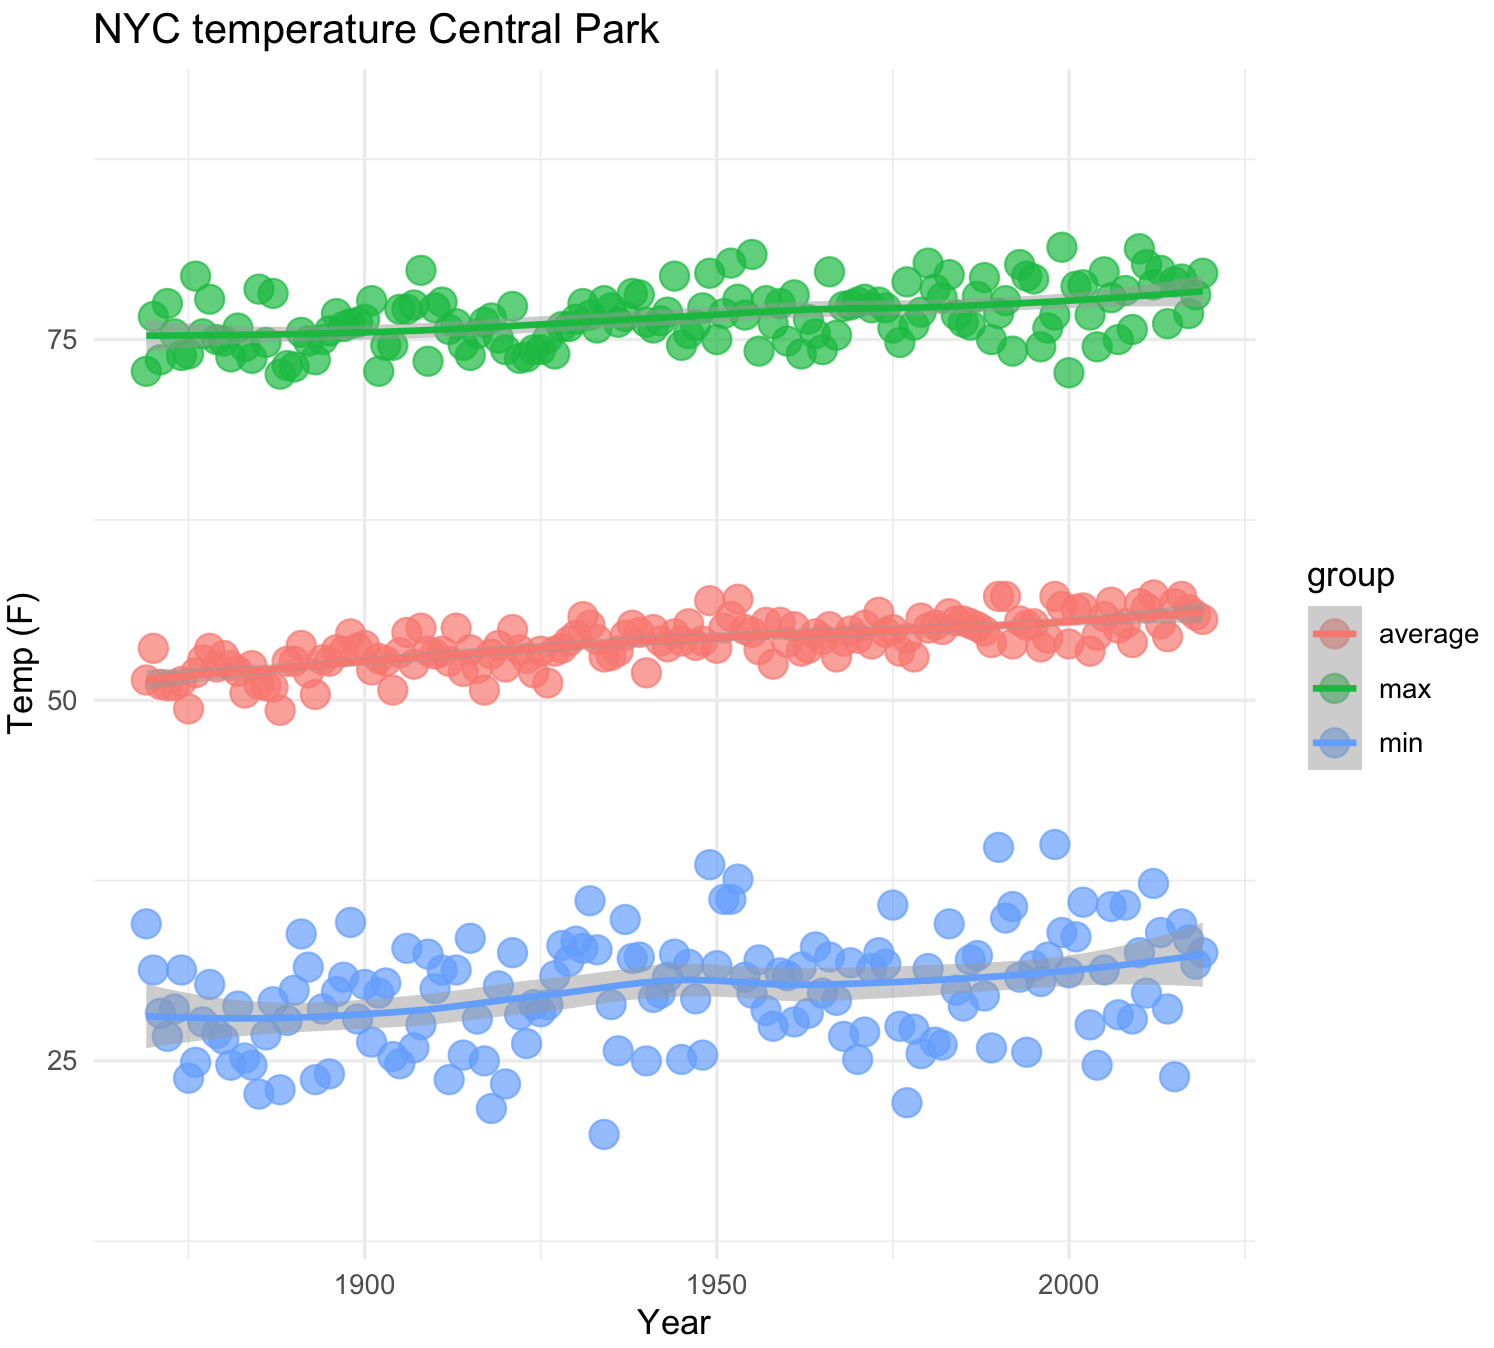 NYC temperature Central Park
75
50
25
Temp (F)
1900 1950 2000
Year
group
average
max
min